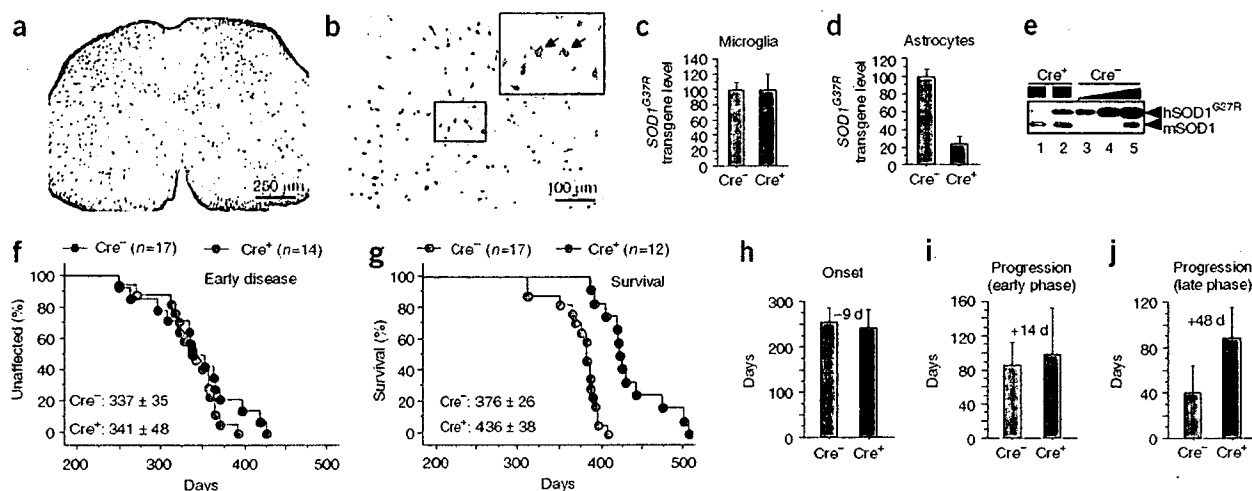 a
250 µm
b
100 µm
c
Microglia
SOD1G37R
transgene level
140
120
100
80
60
40
20
0
Cre− Cre+
d
Astrocytes
SOD1G37R
transgene level
120
100
80
60
40
20
0
Cre− Cre+
e
Cre+ Cre−
hSOD1G37R
mSOD1
1 2 3 4 5
f
Cre− (n=17) Cre+ (n=14)
Early disease
Unaffected (%)
100
80
60
40
20
0
Cre−: 337 ± 35
Cre+: 341 ± 48
200 300 400 500
Days
g
Cre− (n=17) Cre+ (n=12)
Survival
Survival (%)
100
80
60
40
20
0
Cre−: 376 ± 26
Cre+: 436 ± 38
200 300 400 500
Days
h
Onset
Days
300
200
100
0
−9 d
Cre− Cre+
i
Progression
(early phase)
Days
160
120
80
40
0
+14 d
Cre− Cre+
j
Progression
(late phase)
Days
120
80
40
0
+48 d
Cre− Cre+